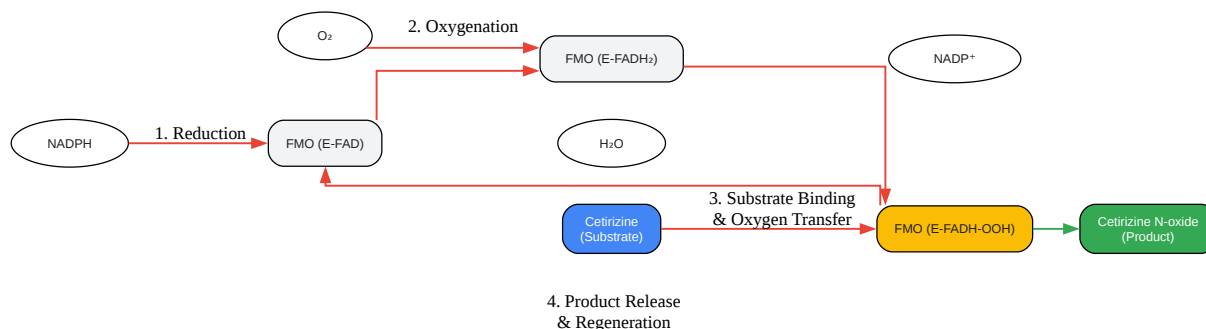 O₂
2. Oxygenation
FMO (E-FADH₂)
NADP⁺
NADPH
1. Reduction
FMO (E-FAD)
H₂O
Cetirizine
(Substrate)
3. Substrate Binding
& Oxygen Transfer
FMO (E-FADH-OOH)
Cetirizine N-oxide
(Product)
4. Product Release
& Regeneration